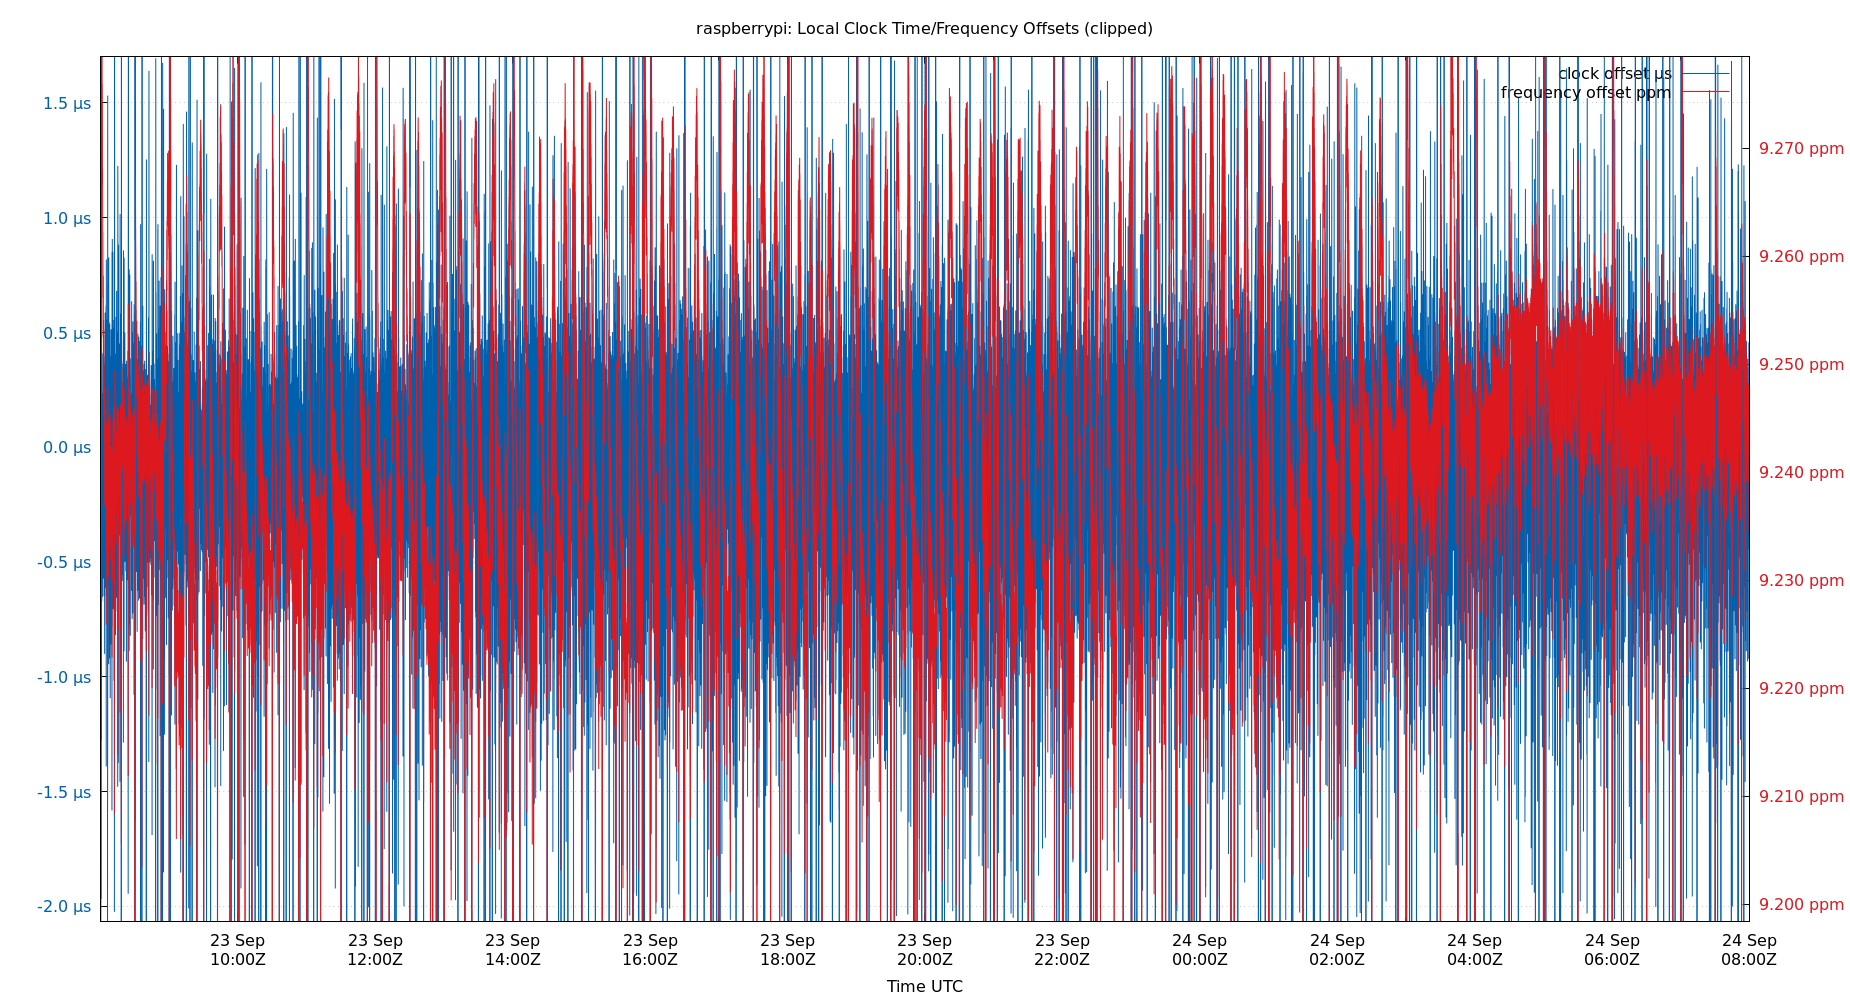 raspberrypi: Local Clock Time/Frequency Offsets (clipped)
clock offset µs
frequency offset ppm
1.5 µs
1.0 µs
0.5 µs
0.0 µs
-0.5 µs
-1.0 µs
-1.5 µs
-2.0 µs
9.270 ppm
9.260 ppm
9.250 ppm
9.240 ppm
9.230 ppm
9.220 ppm
9.210 ppm
9.200 ppm
23 Sep 23 Sep 23 Sep 23 Sep 23 Sep 23 Sep 23 Sep 24 Sep 24 Sep 24 Sep 24 Sep 24 Sep
10:00Z 12:00Z 14:00Z 16:00Z 18:00Z 20:00Z 22:00Z 00:00Z 02:00Z 04:00Z 06:00Z 08:00Z
Time UTC